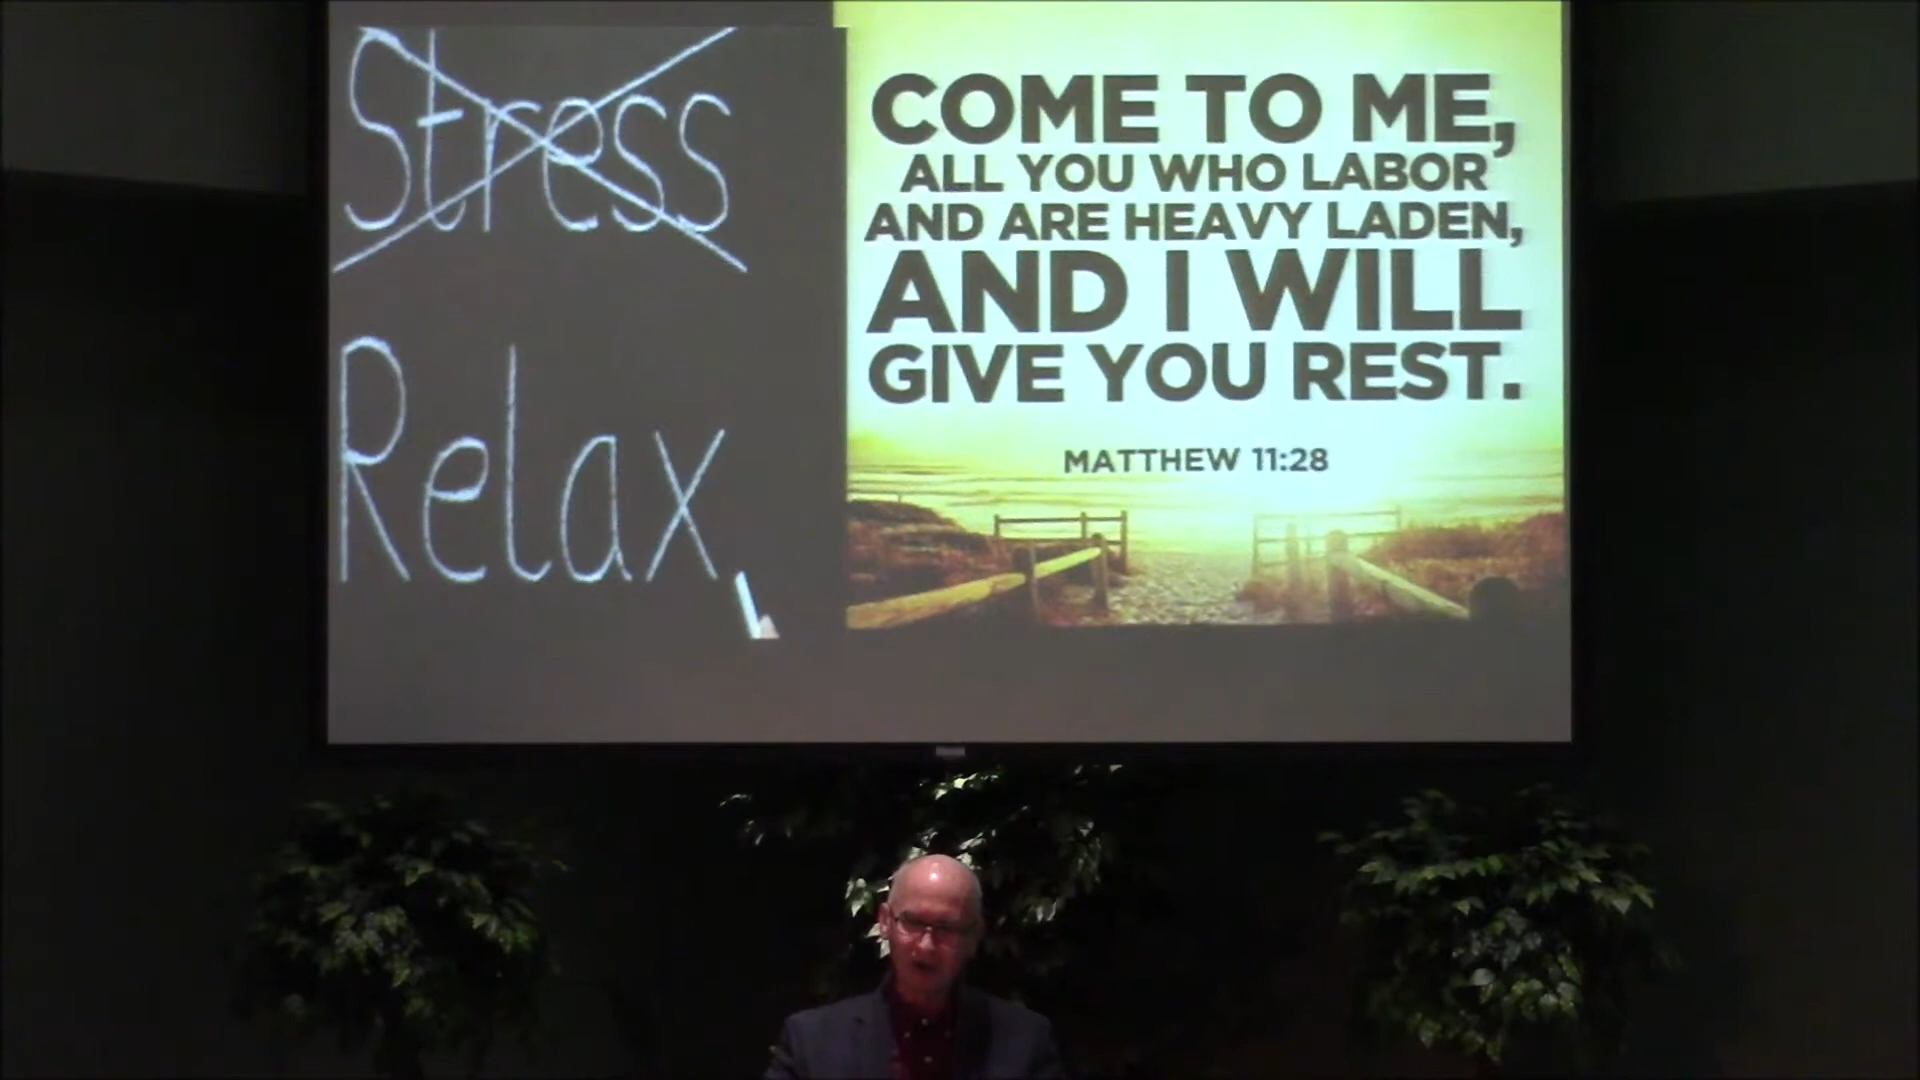 Stress
Relax
COME TO ME,
ALL YOU WHO LABOR
AND ARE HEAVY LADEN,
AND I WILL
GIVE YOU REST.
MATTHEW 11:28